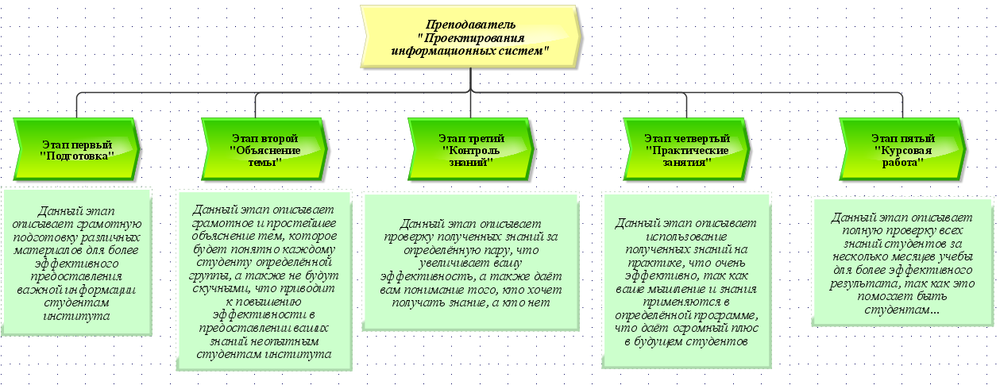 Преподаватель
"Проектирования
информационных систем"
Этап первый
"Подготовка"
Этап второй
"Объяснение
темы"
Этап третий
"Контроль
знаний"
Этап четвертый
"Практические
занятия"
Этап пятый
"Курсовая
работа"
Данный этап
описывает грамотную
подготовку различных
материалов для более
эффективного
предоставления
важной информации
студентам
института
Данный этап описывает
грамотное и простейшее
объяснение тем, которое
будет понятно каждому
студенту определённой
группы, а также не будут
скучными, что приводит
к повышению
эффективности в
предоставлении ваших
знаний неопытным
студентам института
Данный этап описывает
проверку полученных знаний за
определённую пару, что
увеличивает вашу
эффективность, а также даёт
вам понимание того, кто хочет
получать знание, а кто нет
Данный этап описывает
использование
полученных знаний на
практике, что очень
эффективно, так как
ваше мышление и знания
применяются в
определённой программе,
что даёт огромный плюс
в будущем студентов
Данный этап описывает
полную проверку всех
знаний студентов за
несколько месяцев учебы
для более эффективного
результата, так как это
помогает быть
студентам...